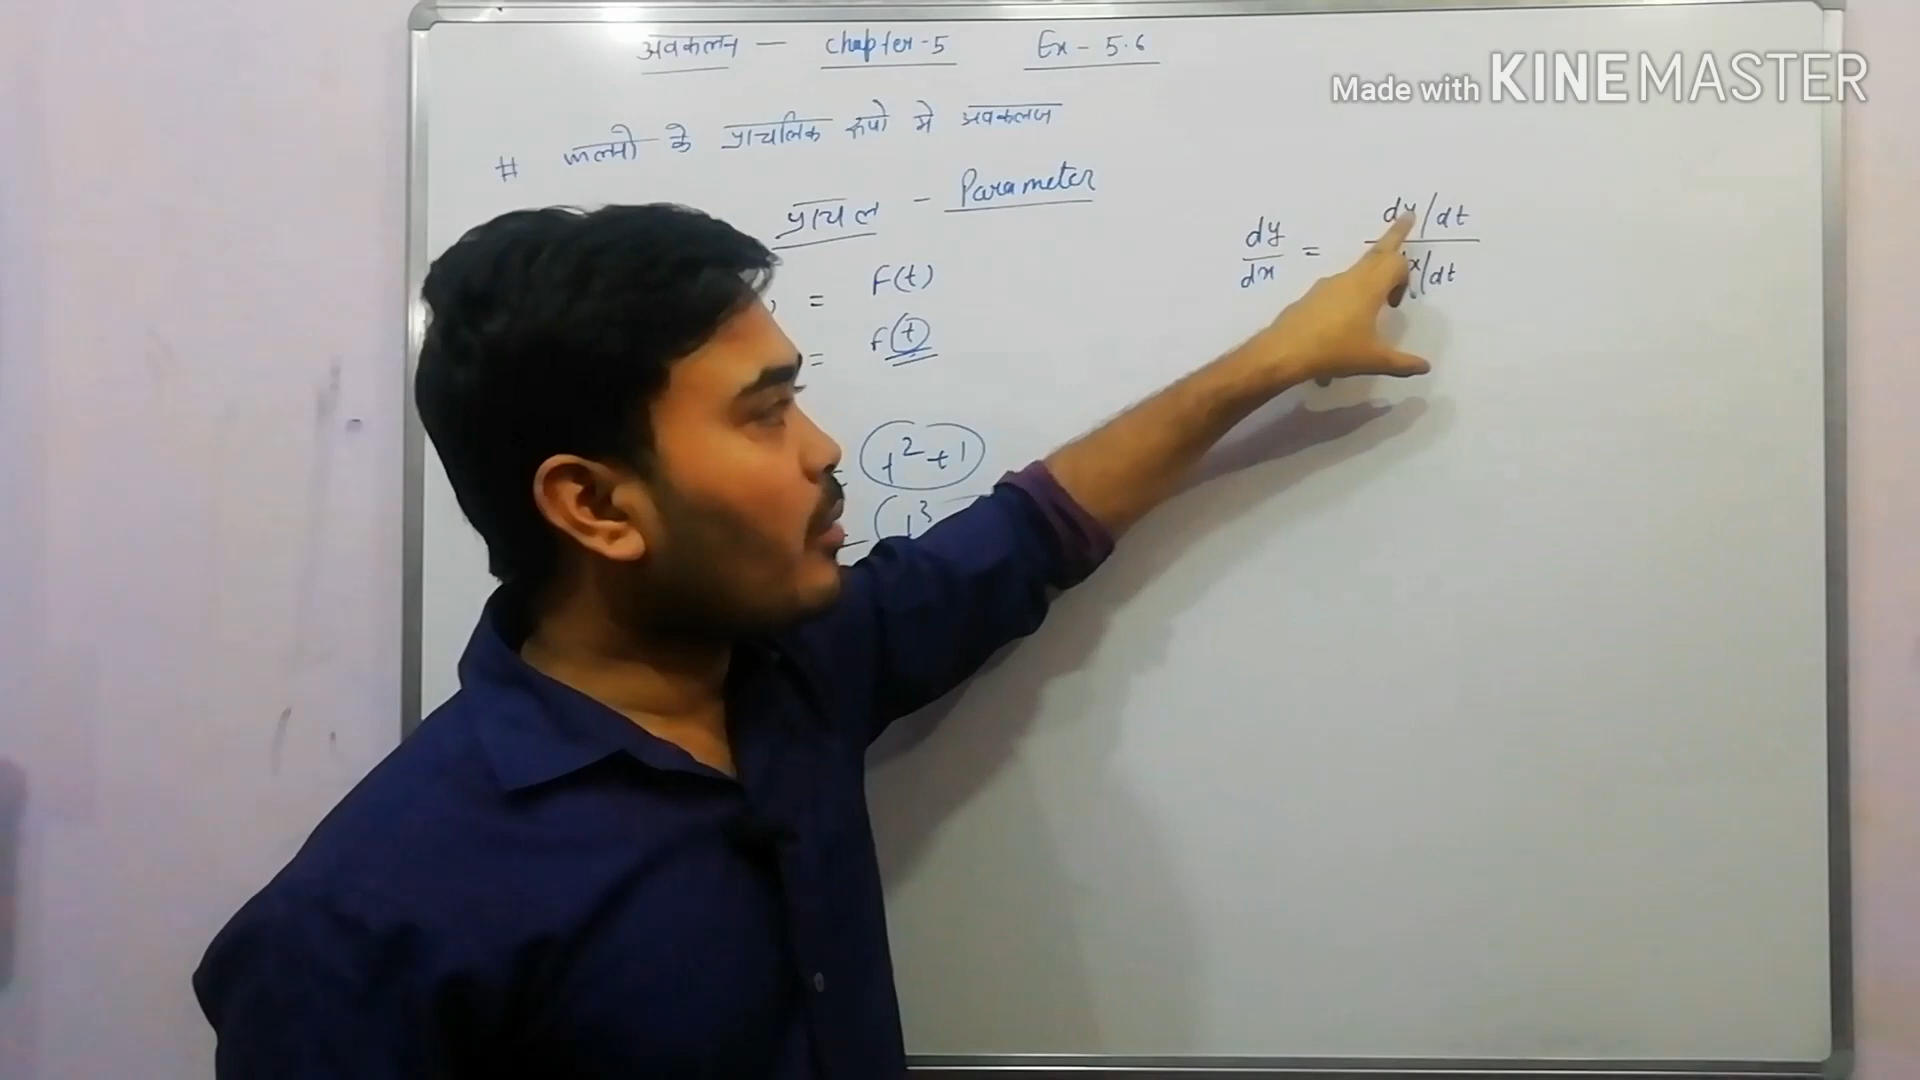 अवकलन — Chapter-5 Ex - 5.6
Made with KINEMASTER
# फलनो के प्राचलिक रूपो मे अवकलज
प्राचल - Parameter
dy/dx = dy/dt / dx/dt
= F(t)
= f(t)
= t²+1
t³